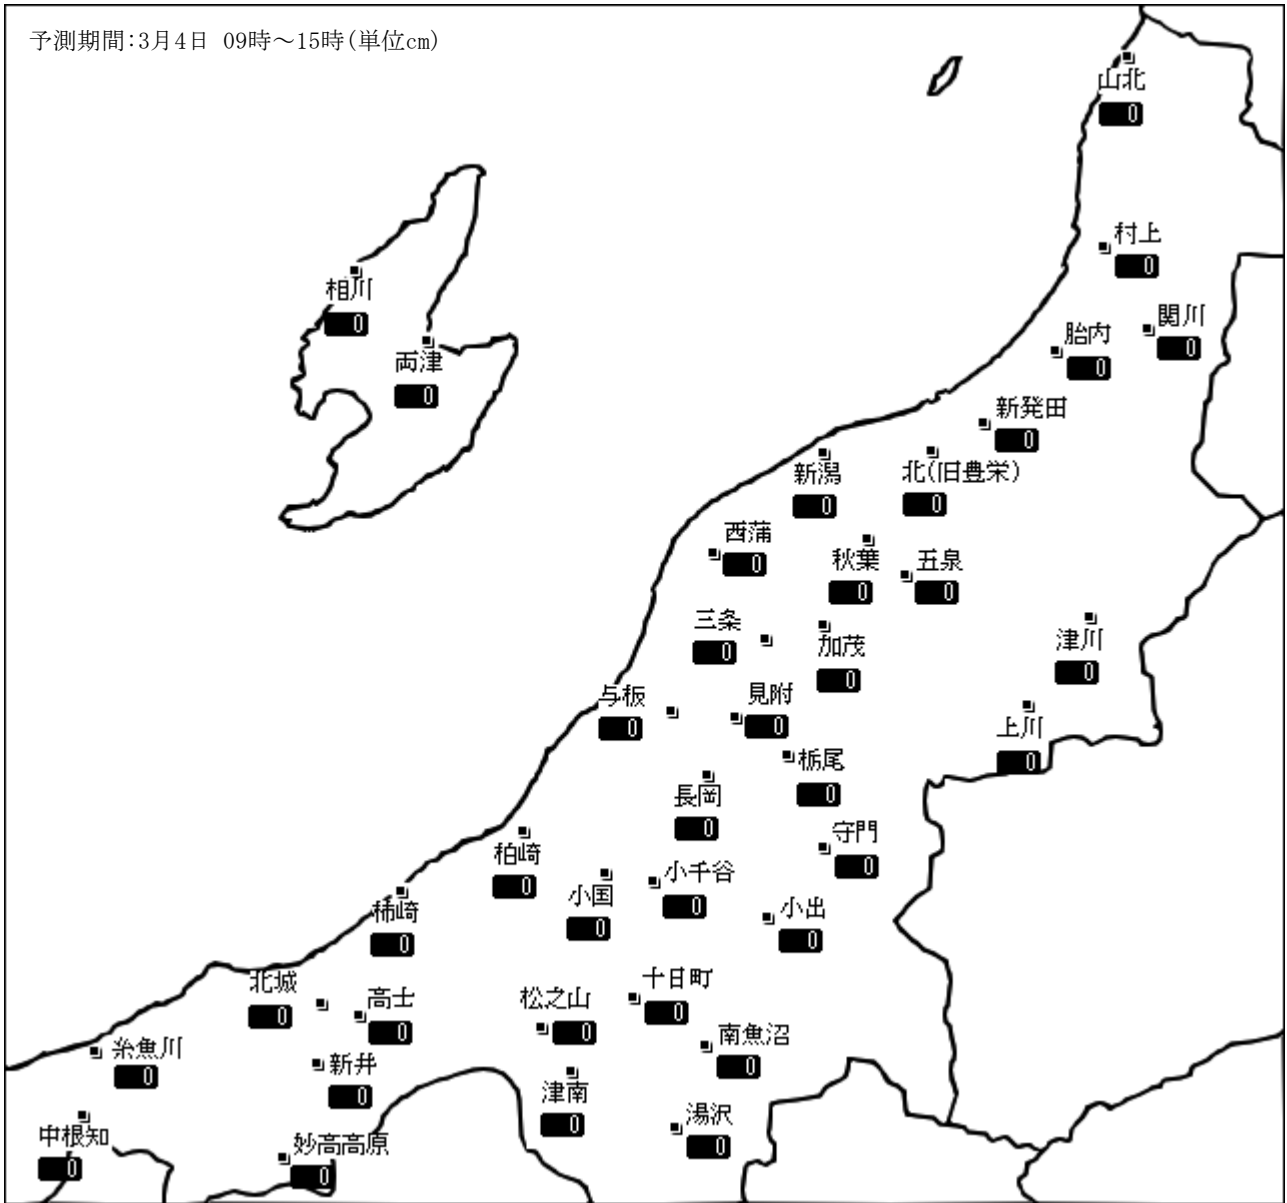 予測期間:3月4日 09時～15時(単位cm)
山北
0
村上
0
相川
0
関川
0
胎内
0
両津
0
新発田
0
新潟
0
北(旧豊栄)
0
西蒲
0
秋葉
0
五泉
0
三条
0
加茂
0
津川
0
与板
0
見附
0
上川
0
栃尾
0
長岡
0
守門
0
柏崎
0
小国
0
小千谷
0
小出
0
柿崎
0
北城
0
高士
0
松之山
0
十日町
0
南魚沼
0
糸魚川
0
新井
0
津南
0
湯沢
0
中根知
0
妙高高原
0